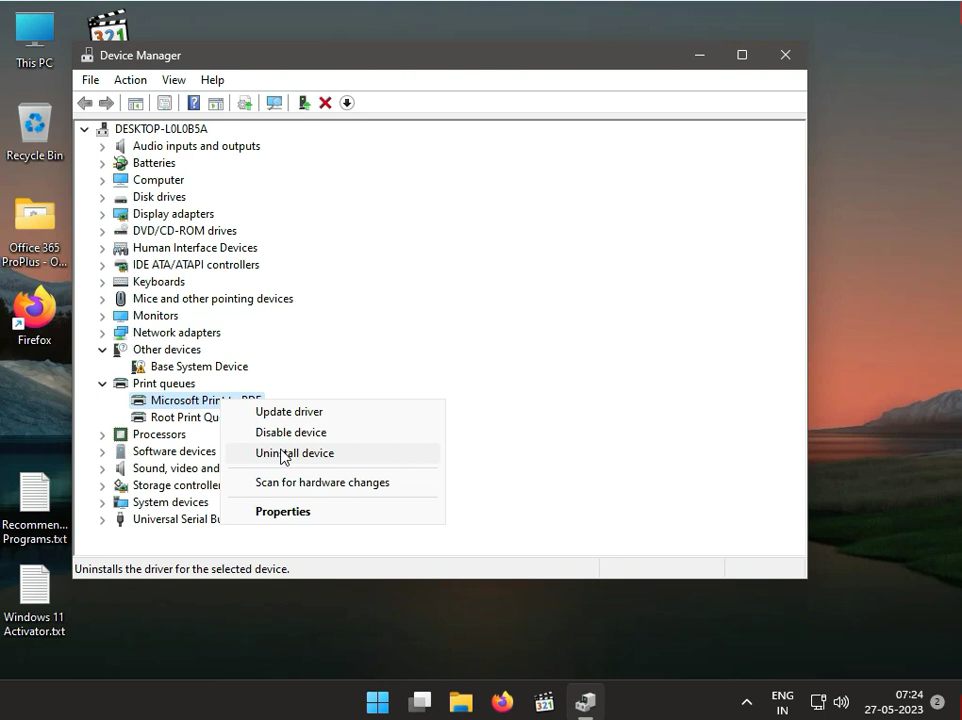 This PC
Recycle Bin
Office 365
ProPlus - O...
Firefox
Recommen...
Programs.txt
Windows 11
Activator.txt
321
Device Manager
File Action View Help
DESKTOP-L0L0B5A
Audio inputs and outputs
Batteries
Computer
Disk drives
Display adapters
DVD/CD-ROM drives
Human Interface Devices
IDE ATA/ATAPI controllers
Keyboards
Mice and other pointing devices
Monitors
Network adapters
Other devices
Base System Device
Print queues
Microsoft Print to PDF
Root Print Qu
Processors
Software devices
Sound, video and
Storage controller
System devices
Universal Serial Bu
Update driver
Disable device
Uninstall device
Scan for hardware changes
Properties
Uninstalls the driver for the selected device.
321
ENG
IN
07:24
27-05-2023
2